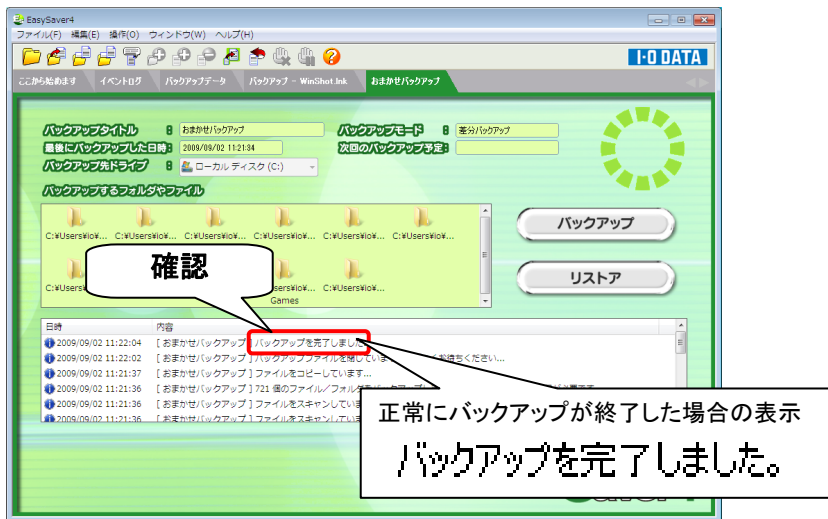 EasySaver4
ファイル(F) 編集(E) 操作(O) ウィンドウ(W) ヘルプ(H)
I-O DATA
ここから始めます イベントログ バックアップデータ バックアップ - WinShot.lnk おまかせバックアップ
バックアップタイトル : おまかせバックアップ バックアップモード : 差分バックアップ
最後にバックアップした日時: 2009/09/02 11:21:34 次回のバックアップ予定:
バックアップ先ドライブ : ローカル ディスク (C:)
バックアップするフォルダやファイル
C:¥Users¥io¥... C:¥Users¥io¥... C:¥Users¥io¥... C:¥Users¥io¥... C:¥Users¥io¥... C:¥Users¥io¥...
バックアップ
確認
リストア
C:¥Users¥io¥...
Games
日時 内容
2009/09/02 11:22:04 [ おまかせバックアップ ] バックアップを完了しました
2009/09/02 11:22:02 [ おまかせバックアップ ] バックアップファイルを閉じていま お待ちください...
2009/09/02 11:21:37 [ おまかせバックアップ ] ファイルをコピーしています...
2009/09/02 11:21:36 [ おまかせバックアップ ] 721 個のファイル/フォルダ
2009/09/02 11:21:36 [ おまかせバックアップ ] ファイルをスキャンしていま
2009/09/02 11:21:36 [ おまかせバックアップ ] ファイルをスキャンしていま
正常にバックアップが終了した場合の表示
バックアップを完了しました。